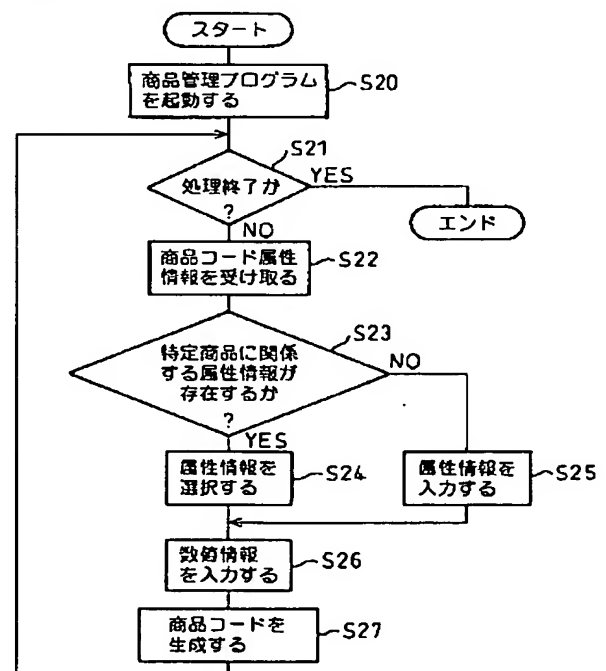 スタート
商品管理プログラム
を起動する
S20
S21
処理終了か
?
YES
エンド
NO
商品コード属性
情報を受け取る
S22
S23
特定商品に関係
する属性情報が
存在するか
?
NO
YES
属性情報を
選択する
S24
属性情報を
入力する
S25
数値情報
を入力する
S26
商品コードを
生成する
S27